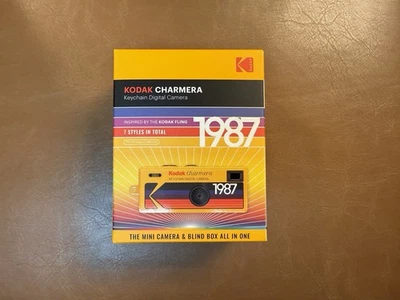 KODAK CHARMERA
Keychain Digital Camera
INSPIRED BY THE KODAK FLING
7 STYLES IN TOTAL
1987
Kodak Charmera
1987
THE MINI CAMERA & BLIND BOX ALL IN ONE